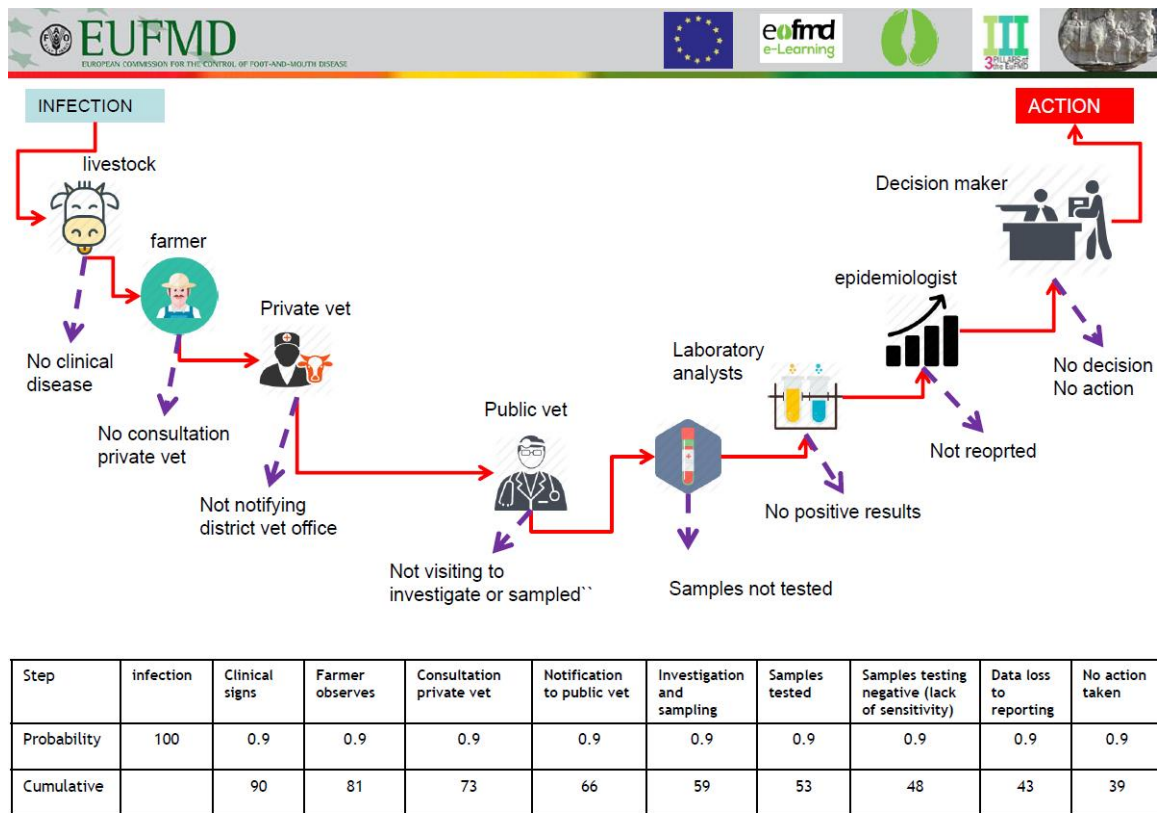 EUFMD
EUROPEAN COMMISSION FOR THE CONTROL OF FOOT-AND-MOUTH DISEASE
eofmd
e-Learning
3 PILLARS of
the EuFMD
INFECTION
ACTION
livestock
Decision maker
farmer
epidemiologist
Private vet
Laboratory
analysts
No clinical
disease
No decision
No action
Public vet
No consultation
private vet
Not reoprted
Not notifying
district vet office
No positive results
Not visiting to
investigate or sampled``
Samples not tested
Step infection Clinical signs Farmer observes Consultation private vet Notification to public vet Investigation and sampling Samples tested Samples testing negative (lack of sensitivity) Data loss to reporting No action taken
Probability 100 0.9 0.9 0.9 0.9 0.9 0.9 0.9 0.9 0.9
Cumulative 90 81 73 66 59 53 48 43 39